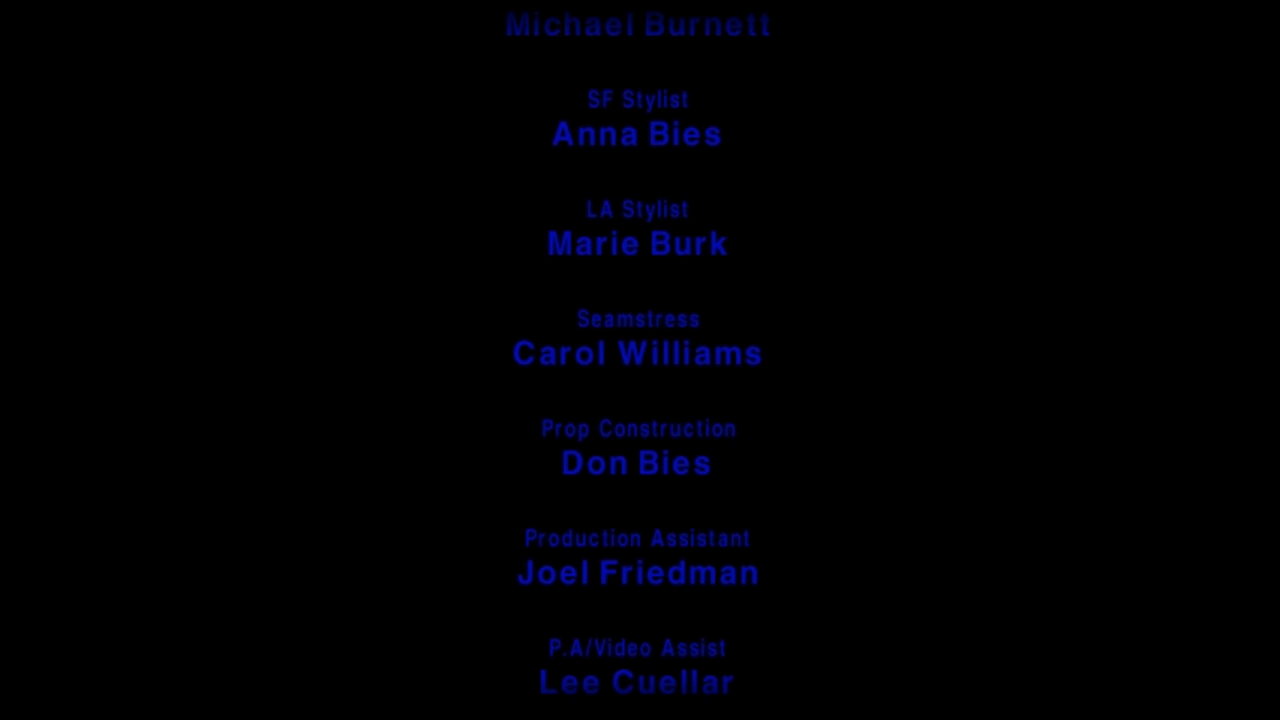 Michael Burnett
SF Stylist
Anna Bies
LA Stylist
Marie Burk
Seamstress
Carol Williams
Prop Construction
Don Bies
Production Assistant
Joel Friedman
P.A/Video Assist
Lee Cuellar